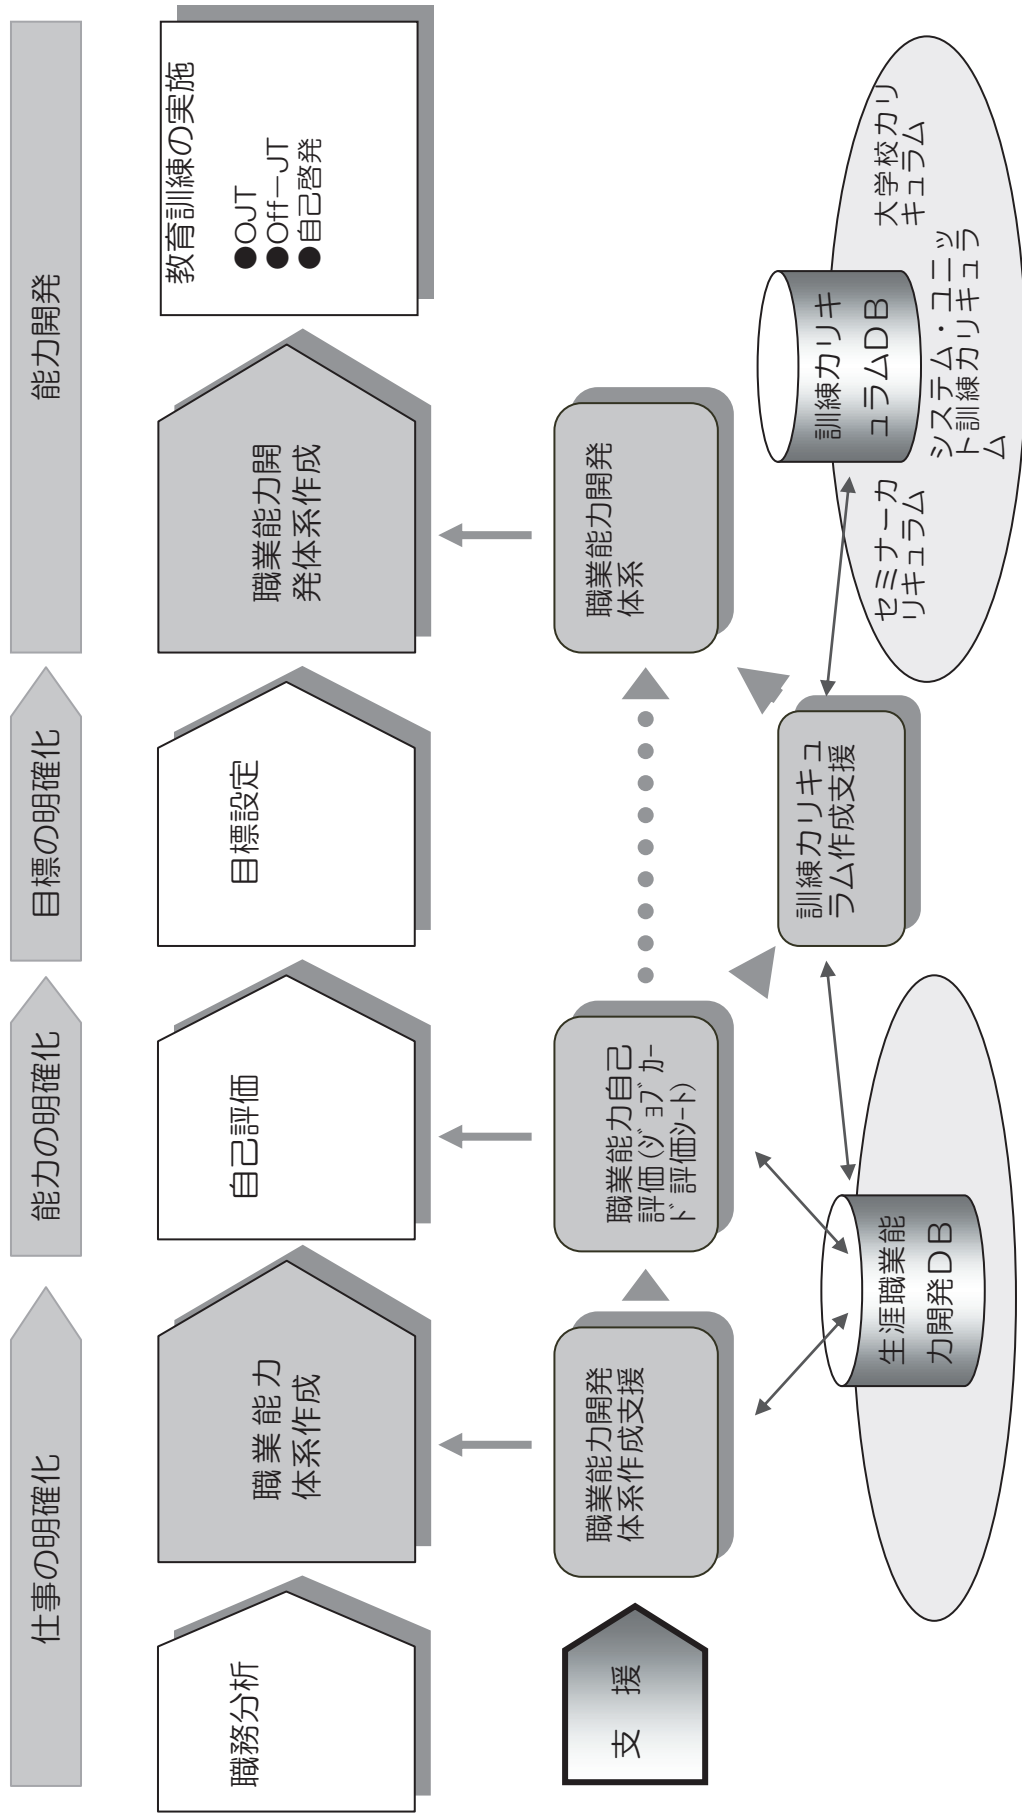 仕事の明確化
能力の明確化
目標の明確化
能力開発
職務分析
職業能力
体系作成
自己評価
目標設定
職業能力開
発体系作成
教育訓練の実施
●OJT
●Off－JT
●自己啓発
支　援
職業能力開発
体系作成支援
職業能力自己
評価(ｼﾞｮﾌﾞｶｰ
ﾄﾞ評価ｼｰﾄ)
職業能力開発
体系
訓練カリキュ
ラム作成支援
生涯職業能
力開発ＤＢ
訓練カリキ
ュラムＤＢ
セミナーカ
リキュラム
システム・ユニッ
ト訓練カリキュラ
ム
大学校カリ
キュラム